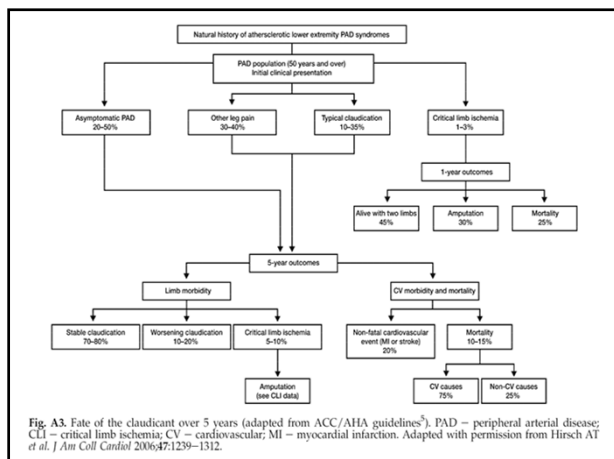 Natural history of athersclerotic lower extremity PAD syndromes
PAD population (50 years and over)
Initial clinical presentation
Asymptomatic PAD
20–50%
Other leg pain
30–40%
Typical claudication
10–35%
Critical limb ischemia
1–3%
1-year outcomes
Alive with two limbs
45%
Amputation
30%
Mortality
25%
5-year outcomes
Limb morbidity
CV morbidity and mortality
Stable claudication
70–80%
Worsening claudication
10–20%
Critical limb ischemia
5–10%
Non-fatal cardiovascular
event (MI or stroke)
20%
Mortality
10–15%
Amputation
(see CLI data)
CV causes
75%
Non-CV causes
25%
Fig. A3. Fate of the claudicant over 5 years (adapted from ACC/AHA guidelines5). PAD – peripheral arterial disease;
CLI – critical limb ischemia; CV – cardiovascular; MI – myocardial infarction. Adapted with permission from Hirsch AT
et al. J Am Coll Cardiol 2006;47:1239–1312.